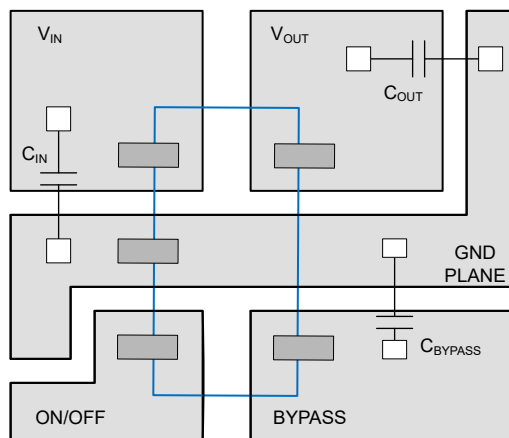 VIN
VOUT
COUT
CIN
GND
PLANE
CBYPASS
ON/OFF
BYPASS